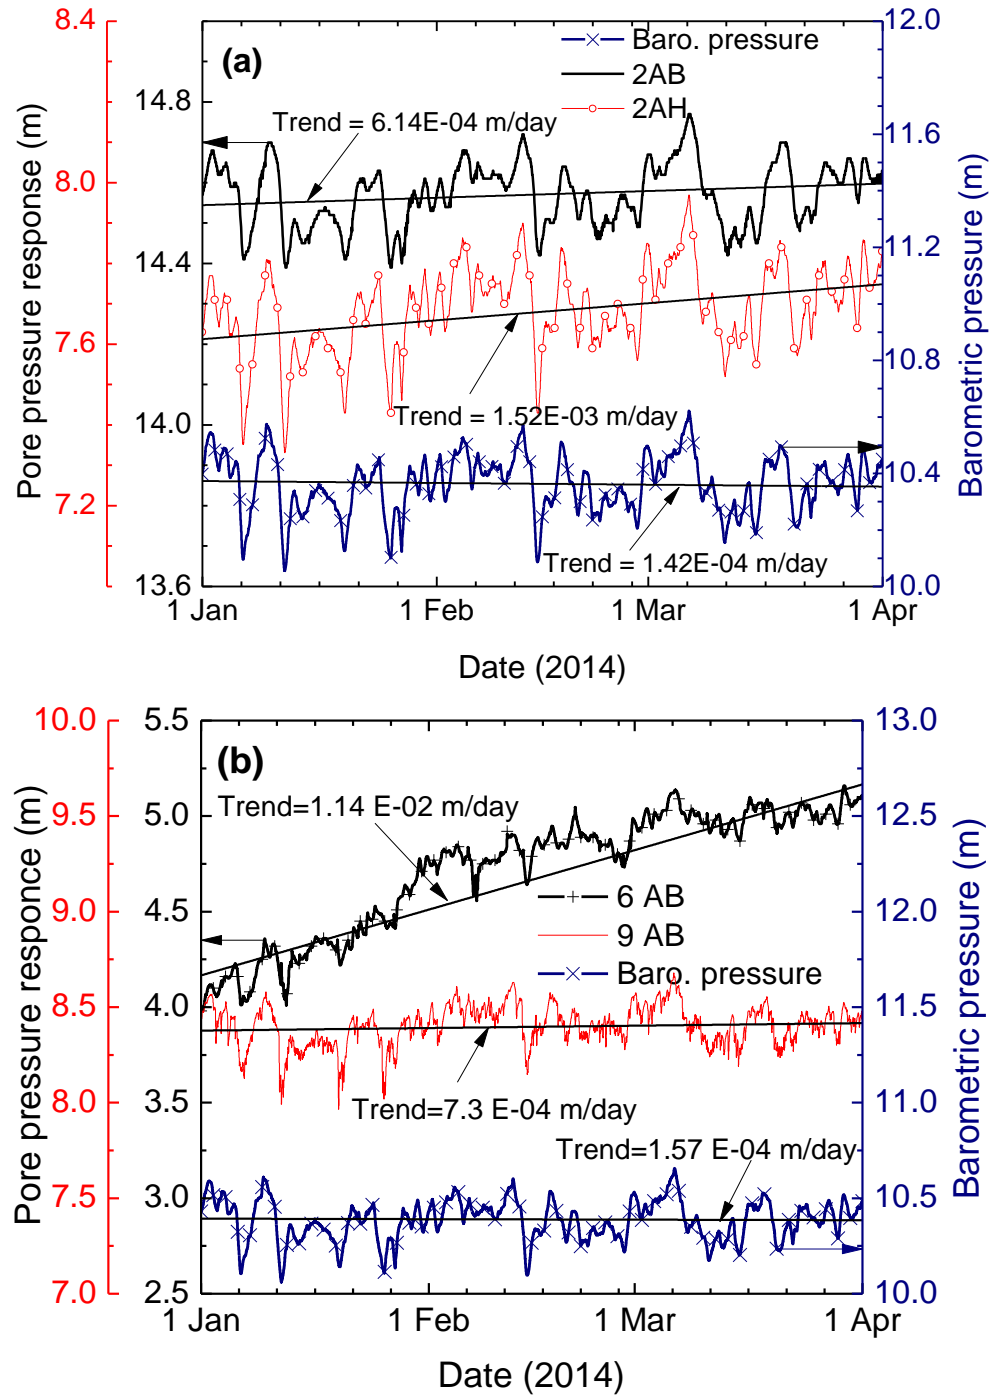 8.4
8.0
7.6
7.2
Pore pressure response (m)
14.8
14.4
14.0
13.6
(a)
Baro. pressure
2AB
2AH
Trend = 6.14E-04 m/day
Trend = 1.52E-03 m/day
Trend = 1.42E-04 m/day
12.0
11.6
11.2
10.8
10.4
10.0
Barometric pressure (m)
1 Jan
1 Feb
1 Mar
1 Apr
Date (2014)
10.0
9.5
9.0
8.5
8.0
7.5
7.0
Pore pressure responce (m)
5.5
5.0
4.5
4.0
3.5
3.0
2.5
(b)
Trend=1.14 E-02 m/day
6 AB
9 AB
Baro. pressure
Trend=7.3 E-04 m/day
Trend=1.57 E-04 m/day
13.0
12.5
12.0
11.5
11.0
10.5
10.0
Barometric pressure (m)
1 Jan
1 Feb
1 Mar
1 Apr
Date (2014)